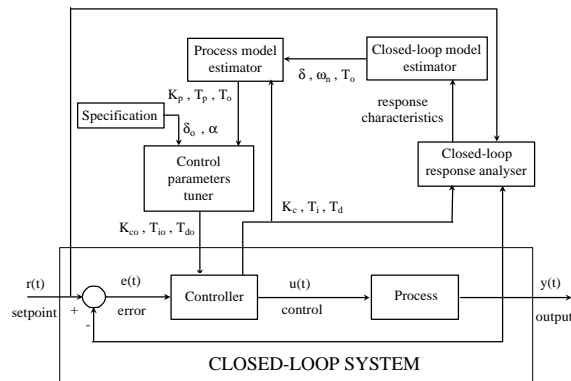 Process model
estimator
Closed-loop model
estimator
δ , ωn , To
Kp , Tp , To
response
characteristics
Specification
δo , α
Control
parameters
tuner
Closed-loop
response analyser
Kc , Ti , Td
Kco , Tio , Tdo
r(t)
setpoint
+
-
e(t)
error
Controller
u(t)
control
Process
y(t)
output
CLOSED-LOOP SYSTEM